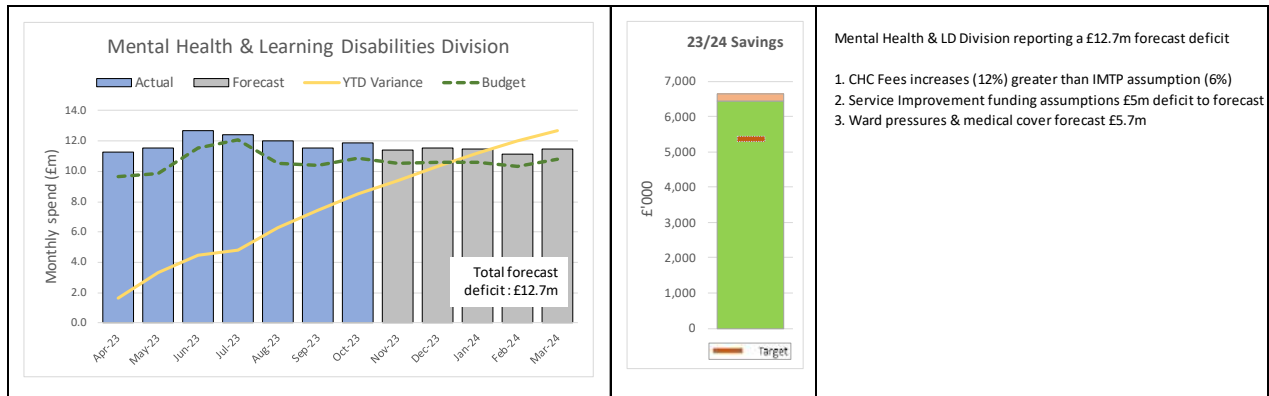 Mental Health & Learning Disabilities Division
Actual
Forecast
YTD Variance
Budget
Monthly spend (£m)
14.0
12.0
10.0
8.0
6.0
4.0
2.0
0.0
Total forecast
deficit : £12.7m
Apr-23
May-23
Jun-23
Jul-23
Aug-23
Sep-23
Oct-23
Nov-23
Dec-23
Jan-24
Feb-24
Mar-24
23/24 Savings
£'000
7,000
6,000
5,000
4,000
3,000
2,000
1,000
0
Target
Mental Health & LD Division reporting a £12.7m forecast deficit
1. CHC Fees increases (12%) greater than IMTP assumption (6%)
2. Service Improvement funding assumptions £5m deficit to forecast
3. Ward pressures & medical cover forecast £5.7m